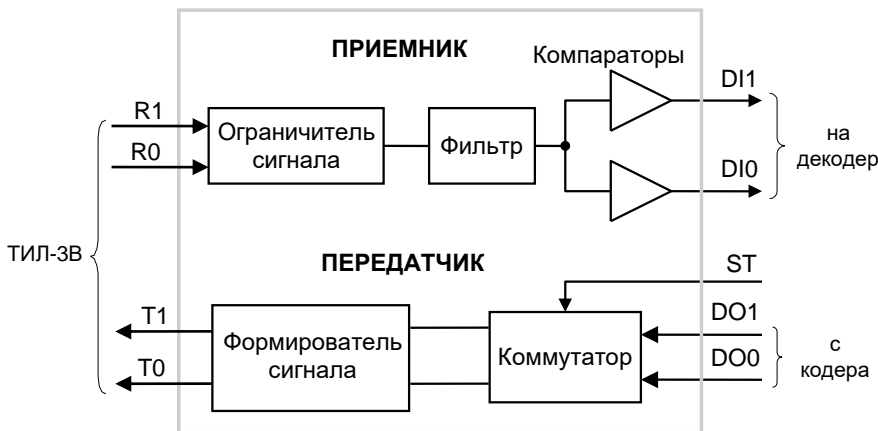 ПРИЕМНИК
Компараторы
DI1
R1
Ограничитель
сигнала
Фильтр
на
декодер
R0
DI0
ТИЛ-3В
ПЕРЕДАТЧИК
ST
T1
Формирователь
сигнала
Коммутатор
DO1
с
кодера
T0
DO0